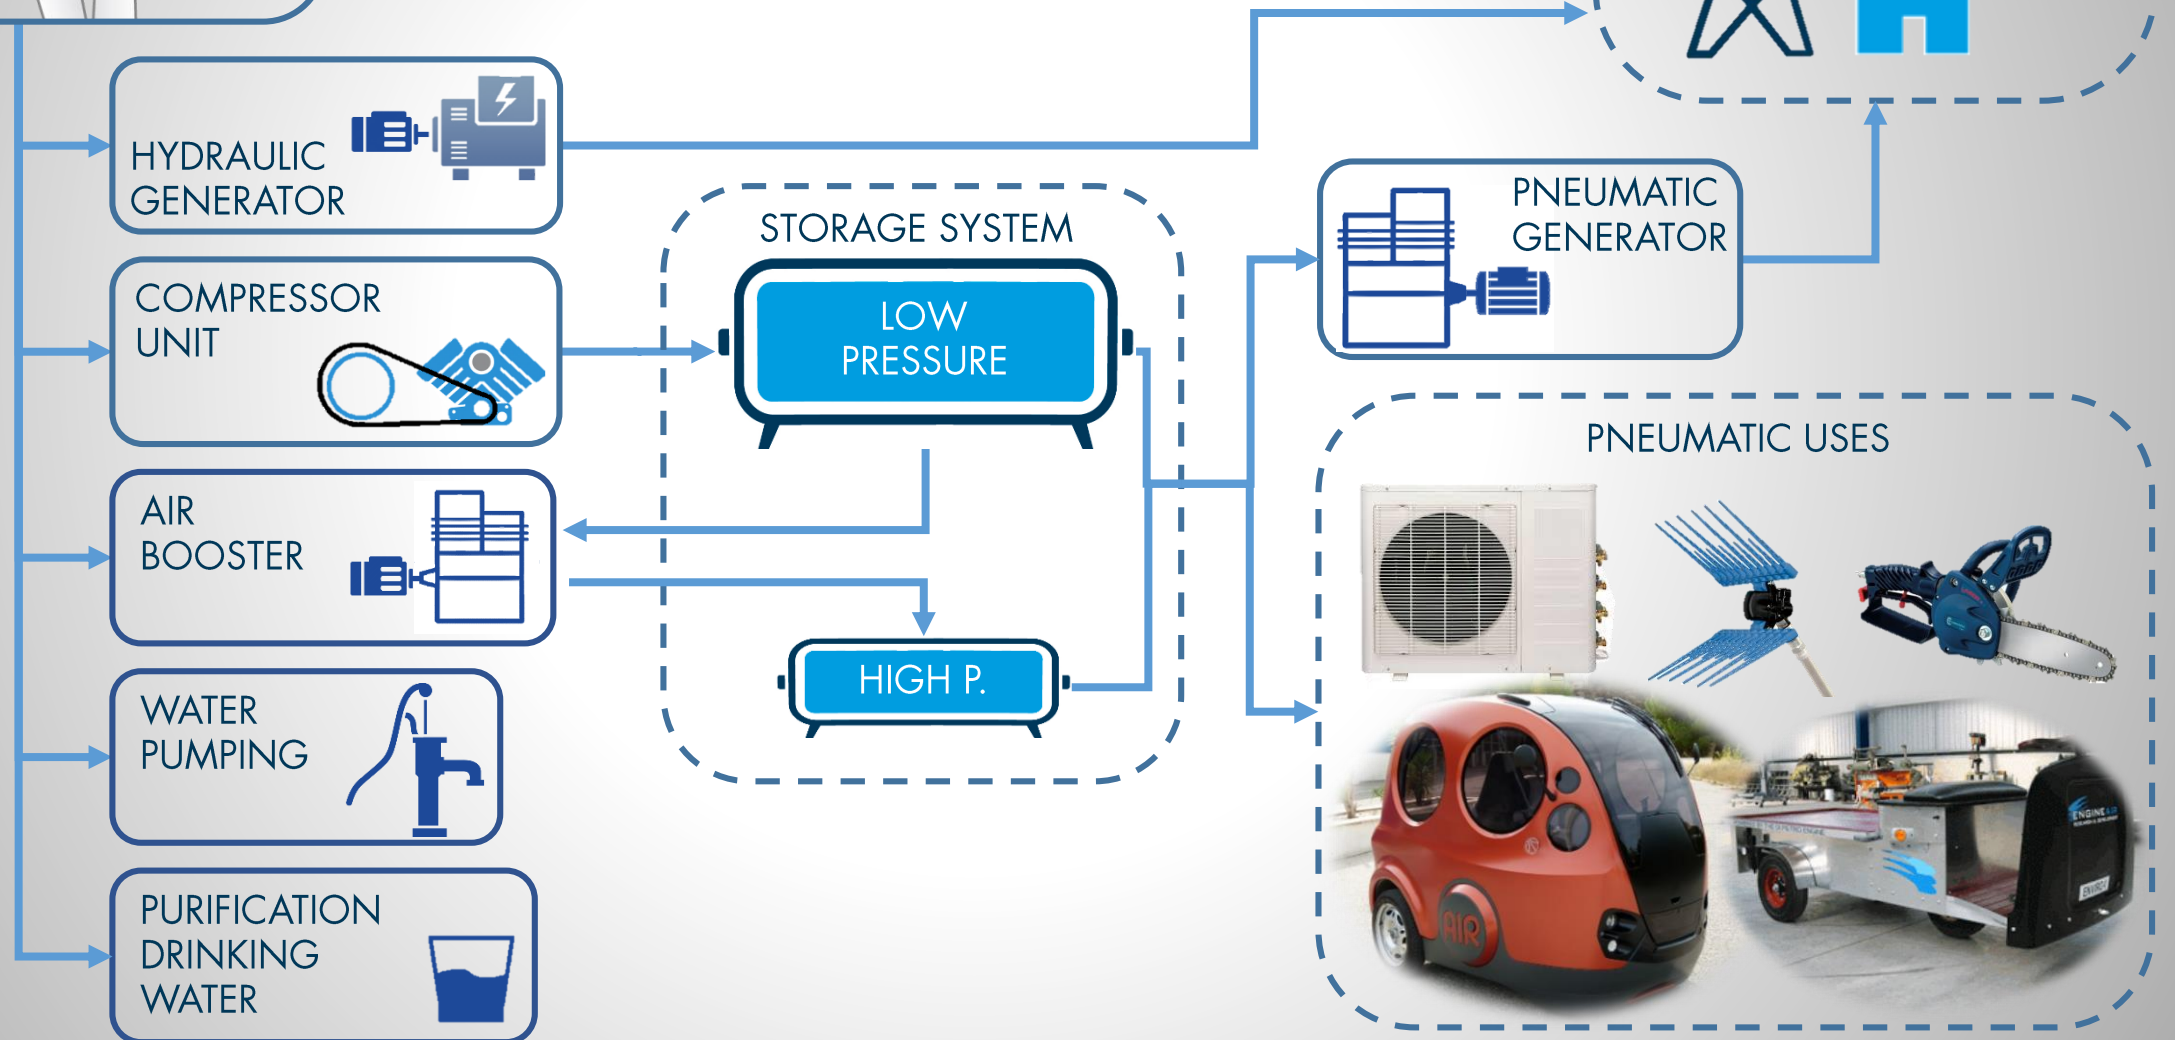 HYDRAULIC
GENERATOR
COMPRESSOR
UNIT
AIR
BOOSTER
WATER
PUMPING
PURIFICATION
DRINKING
WATER
STORAGE SYSTEM
LOW
PRESSURE
HIGH P.
PNEUMATIC
GENERATOR
PNEUMATIC USES
AIR
ENGINEAIR